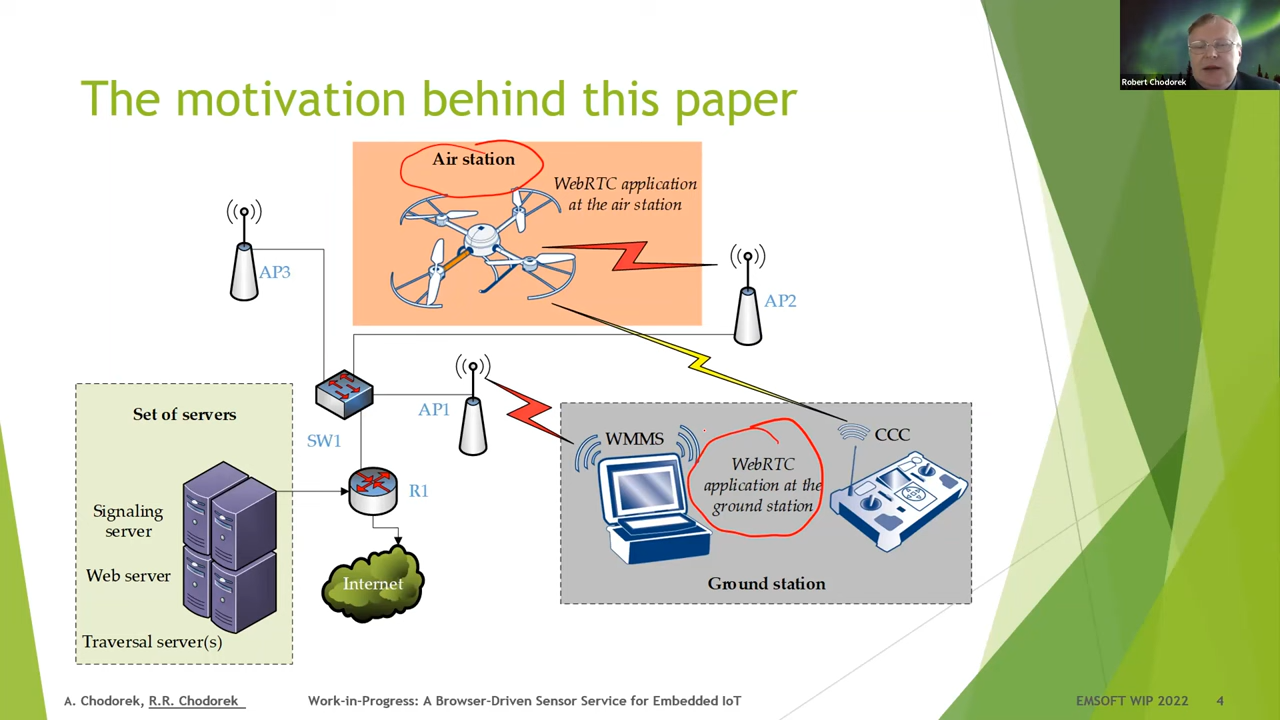 The motivation behind this paper
Robert Chodorek
Air station
WebRTC application
at the air station
AP3
AP2
Set of servers
SW1
AP1
WMMS
CCC
WebRTC
application at the
ground station
R1
Signaling
server
Web server
Internet
Ground station
Traversal server(s)
A. Chodorek, R.R. Chodorek
Work-in-Progress: A Browser-Driven Sensor Service for Embedded IoT
EMSOFT WIP 2022
4